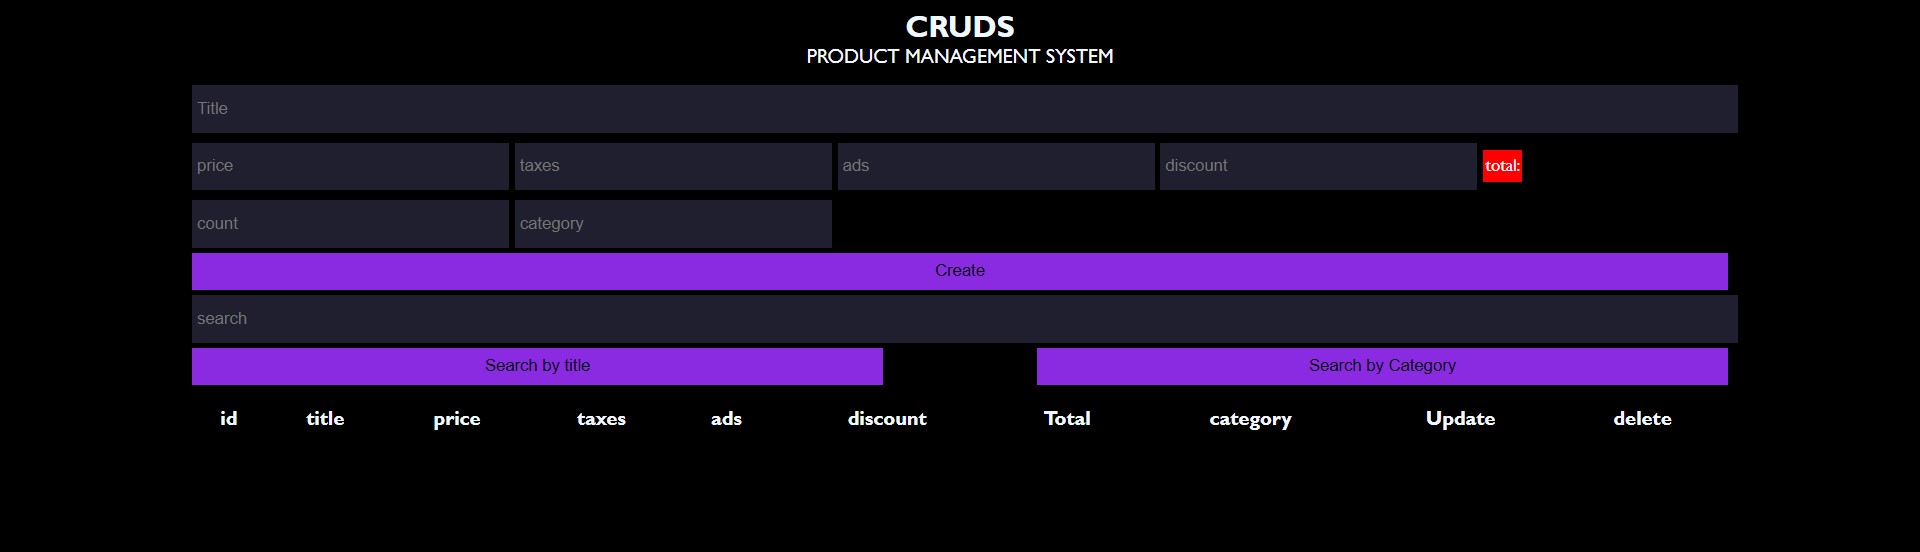 CRUDS
PRODUCT MANAGEMENT SYSTEM
Title
price taxes ads discount total:
count category
Create
search
Search by title Search by Category
id title price taxes ads discount Total category Update delete